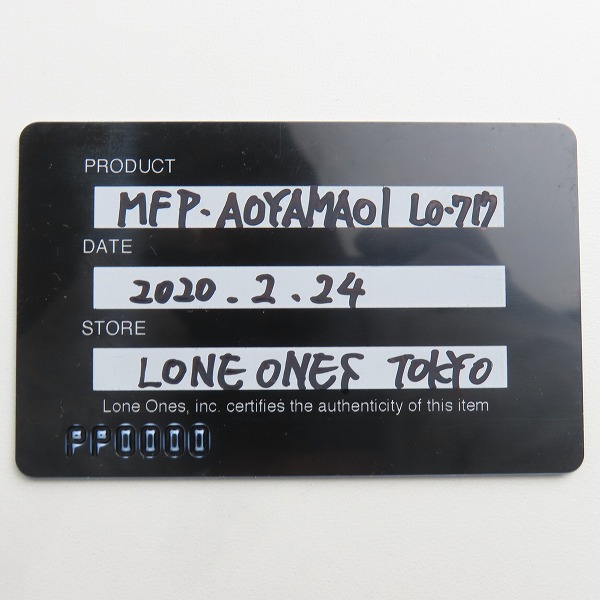 PRODUCT
MFP-AOYAMA01 LO-717
DATE
2020.2.24
STORE
LONE ONES TOKYO
Lone Ones, inc. certifies the authenticity of this item
PP0000